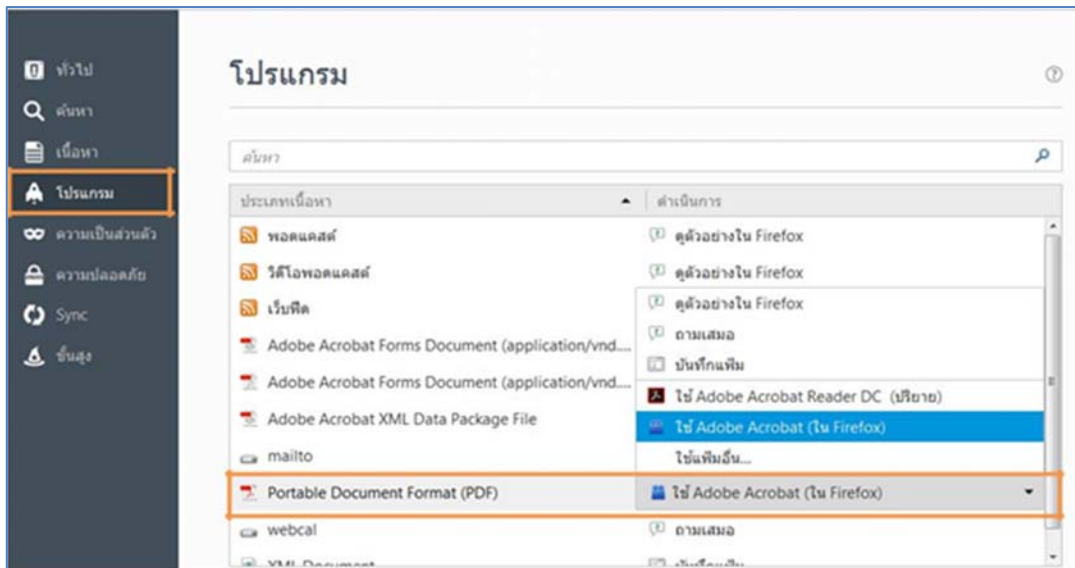 ทั่วไป
ค้นหา
เนื้อหา
โปรแกรม
ความเป็นส่วนตัว
ความปลอดภัย
Sync
ขั้นสูง
โปรแกรม
ค้นหา
ประเภทเนื้อหา ดำเนินการ
พอดแคสต์ ดูตัวอย่างใน Firefox
วิดีโอพอดแคสต์ ดูตัวอย่างใน Firefox
เว็บฟีด ดูตัวอย่างใน Firefox
ถามเสมอ
Adobe Acrobat Forms Document (application/vnd....
บันทึกแฟ้ม
Adobe Acrobat Forms Document (application/vnd....
ใช้ Adobe Acrobat Reader DC (ปริยาย)
Adobe Acrobat XML Data Package File
ใช้ Adobe Acrobat (ใน Firefox)
mailto ใช้แฟ้มอื่น...
Portable Document Format (PDF) ใช้ Adobe Acrobat (ใน Firefox)
webcal ถามเสมอ
XML Document บันทึกแฟ้ม